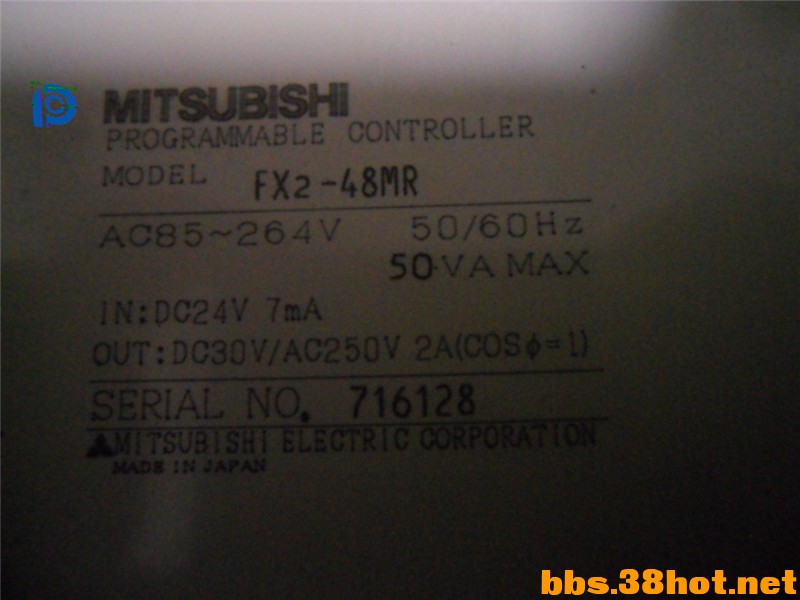 MITSUBISHI
PROGRAMMABLE CONTROLLER
MODEL FX2-48MR
AC85~264V 50/60Hz
50VA MAX
IN:DC24V 7mA
OUT:DC30V/AC250V 2A(COSφ=1)
SERIAL NO. 716128
MITSUBISHI ELECTRIC CORPORATION
MADE IN JAPAN
bbs.38hot.net